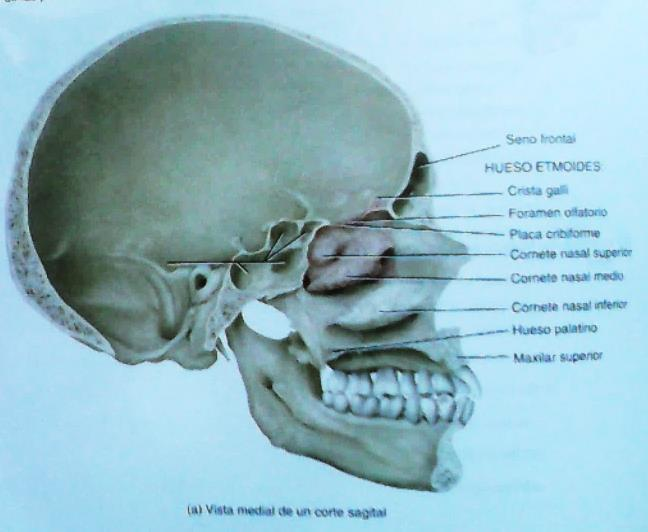 Seno frontal
HUESO ETMOIDES:
Crista galli
Foramen olfatorio
Placa cribiforme
Cornete nasal superior
Cornete nasal medio
Cornete nasal inferior
Hueso palatino
Maxilar superior
(a) Vista medial de un corte sagital